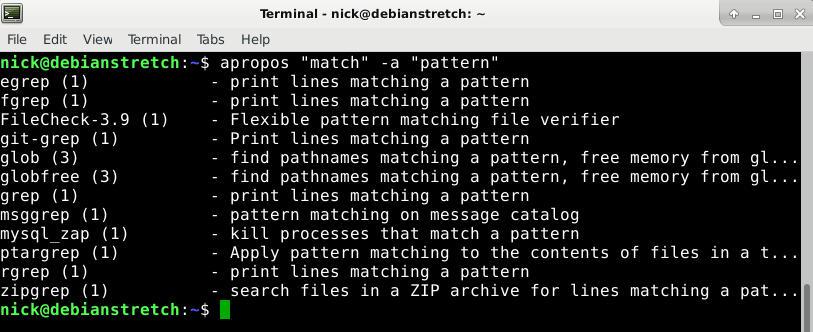 Terminal - nick@debianstretch: ~
File Edit View Terminal Tabs Help
nick@debianstretch:~$ apropos "match" -a "pattern"
egrep (1) - print lines matching a pattern
fgrep (1) - print lines matching a pattern
FileCheck-3.9 (1) - Flexible pattern matching file verifier
git-grep (1) - Print lines matching a pattern
glob (3) - find pathnames matching a pattern, free memory from gl...
globfree (3) - find pathnames matching a pattern, free memory from gl...
grep (1) - print lines matching a pattern
msggrep (1) - pattern matching on message catalog
mysql_zap (1) - kill processes that match a pattern
ptargrep (1) - Apply pattern matching to the contents of files in a t...
rgrep (1) - print lines matching a pattern
zipgrep (1) - search files in a ZIP archive for lines matching a pat...
nick@debianstretch:~$